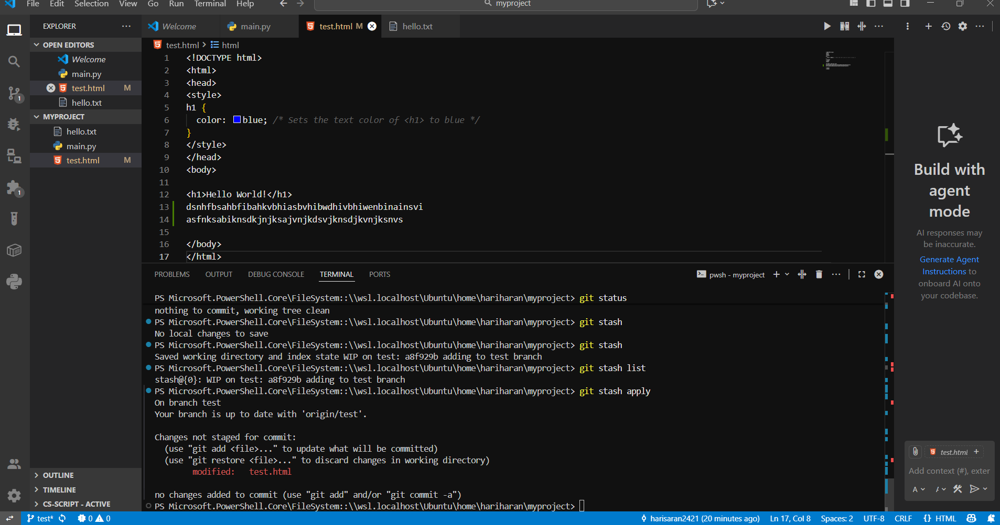 File Edit Selection View Go Run Terminal Help
myproject
EXPLORER
OPEN EDITORS
Welcome
main.py
test.html M
hello.txt
MYPROJECT
hello.txt
main.py
test.html M
OUTLINE
TIMELINE
CS-SCRIPT - ACTIVE
1
1
Welcome main.py test.html M hello.txt
test.html > html
1 <!DOCTYPE html>
2 <html>
3 <head>
4 <style>
5 h1 {
6 color: blue; /* Sets the text color of <h1> to blue */
7 }
8 </style>
9 </head>
10 <body>
11
12 <h1>Hello World!</h1>
13 dsnhfbsahbfibahkvbhiasbvhibwdhivbhiwenbinainsvi
14 asfnksabiknsdkjnjksajvnjkdsvjknsdjkvnjksnvs
15
16 </body>
17 </html>
PROBLEMS OUTPUT DEBUG CONSOLE TERMINAL PORTS
pwsh - myproject
PS Microsoft.PowerShell.Core\FileSystem::\\wsl.localhost\Ubuntu\home\hariharan\myproject> git status
nothing to commit, working tree clean
PS Microsoft.PowerShell.Core\FileSystem::\\wsl.localhost\Ubuntu\home\hariharan\myproject> git stash
No local changes to save
PS Microsoft.PowerShell.Core\FileSystem::\\wsl.localhost\Ubuntu\home\hariharan\myproject> git stash
Saved working directory and index state WIP on test: a8f929b adding to test branch
PS Microsoft.PowerShell.Core\FileSystem::\\wsl.localhost\Ubuntu\home\hariharan\myproject> git stash list
stash@{0}: WIP on test: a8f929b adding to test branch
PS Microsoft.PowerShell.Core\FileSystem::\\wsl.localhost\Ubuntu\home\hariharan\myproject> git stash apply
On branch test
Your branch is up to date with 'origin/test'.
Changes not staged for commit:
(use "git add <file>..." to update what will be committed)
(use "git restore <file>..." to discard changes in working directory)
modified: test.html
no changes added to commit (use "git add" and/or "git commit -a")
PS Microsoft.PowerShell.Core\FileSystem::\\wsl.localhost\Ubuntu\home\hariharan\myproject>
Build with
agent
mode
AI responses may
be inaccurate.
Generate Agent
Instructions to
onboard AI onto
your codebase.
test.html +
Add context (#), exter
A
test* 0 0
harisaran2421 (20 minutes ago) Ln 17, Col 8 Spaces: 2 UTF-8 CRLF {} HTML